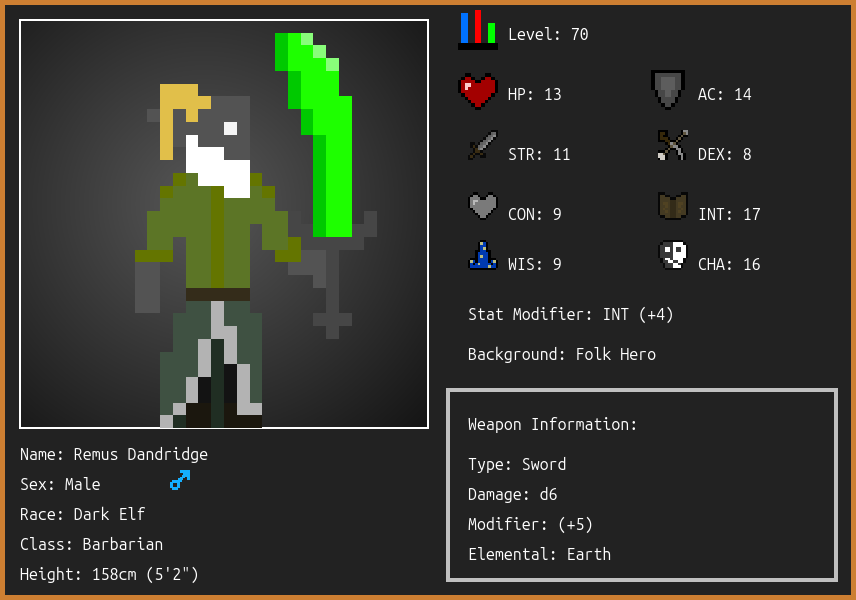 Level: 70
HP: 13
AC: 14
STR: 11
DEX: 8
CON: 9
INT: 17
WIS: 9
CHA: 16
Stat Modifier: INT (+4)
Background: Folk Hero
Weapon Information:
Type: Sword
Damage: d6
Modifier: (+5)
Elemental: Earth
Name: Remus Dandridge
Sex: Male
Race: Dark Elf
Class: Barbarian
Height: 158cm (5'2")